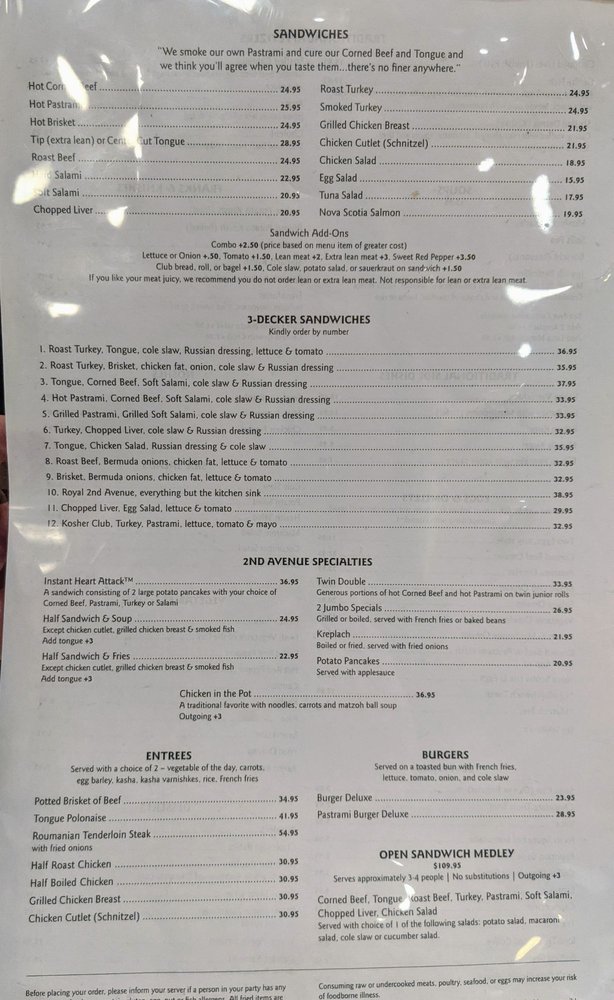 SANDWICHES
"We smoke our own Pastrami and cure our Corned Beef and Tongue and
we think you'll agree when you taste them...there's no finer anywhere."
Hot Corned Beef 24.95
Hot Pastrami 25.95
Hot Brisket 24.95
Tip (extra lean) or Center Cut Tongue 28.95
Roast Beef 24.95
Salami 22.95
Soft Salami 20.95
Chopped Liver 20.95
Roast Turkey 24.95
Smoked Turkey 24.95
Grilled Chicken Breast 21.95
Chicken Cutlet (Schnitzel) 21.95
Chicken Salad 18.95
Egg Salad 15.95
Tuna Salad 17.95
Nova Scotia Salmon 19.95
Sandwich Add-Ons
Combo +2.50 (price based on menu item of greater cost)
Lettuce or Onion +.50, Tomato +1.50, Lean meat +2, Extra lean meat +3, Sweet Red Pepper +3.50
Club bread, roll, or bagel +1.50, Cole slaw, potato salad, or sauerkraut on sandwich +1.50
If you like your meat juicy, we recommend you do not order lean or extra lean meat. Not responsible for lean or extra lean meat.
3-DECKER SANDWICHES
Kindly order by number
1. Roast Turkey, Tongue, cole slaw, Russian dressing, lettuce & tomato 36.95
2. Roast Turkey, Brisket, chicken fat, onion, cole slaw & Russian dressing 35.95
3. Tongue, Corned Beef, Soft Salami, cole slaw & Russian dressing 37.95
4. Hot Pastrami, Corned Beef, Soft Salami, cole slaw & Russian dressing 33.95
5. Grilled Pastrami, Grilled Soft Salami, cole slaw & Russian dressing 33.95
6. Turkey, Chopped Liver, cole slaw & Russian dressing 32.95
7. Tongue, Chicken Salad, Russian dressing & cole slaw 35.95
8. Roast Beef, Bermuda onions, chicken fat, lettuce & tomato 32.95
9. Brisket, Bermuda onions, chicken fat, lettuce & tomato 32.95
10. Royal 2nd Avenue, everything but the kitchen sink 38.95
11. Chopped Liver, Egg Salad, lettuce & tomato 29.95
12. Kosher Club, Turkey, Pastrami, lettuce, tomato & mayo 32.95
2ND AVENUE SPECIALTIES
Instant Heart Attack™ 36.95
A sandwich consisting of 2 large potato pancakes with your choice of
Corned Beef, Pastrami, Turkey or Salami
Half Sandwich & Soup 24.95
Except chicken cutlet, grilled chicken breast & smoked fish
Add tongue +3
Half Sandwich & Fries 22.95
Except chicken cutlet, grilled chicken breast & smoked fish
Add tongue +3
Twin Double 33.95
Generous portions of hot Corned Beef and hot Pastrami on twin junior rolls
2 Jumbo Specials 26.95
Grilled or boiled, served with French fries or baked beans
Kreplach 21.95
Boiled or fried, served with fried onions
Potato Pancakes 20.95
Served with applesauce
Chicken in the Pot 36.95
A traditional favorite with noodles, carrots and matzoh ball soup
Outgoing +3
ENTREES
Served with a choice of 2 – vegetable of the day, carrots,
egg barley, kasha, kasha varnishkes, rice, French fries
Potted Brisket of Beef 34.95
Tongue Polonaise 41.95
Roumanian Tenderloin Steak 54.95
with fried onions
Half Roast Chicken 30.95
Half Boiled Chicken 30.95
Grilled Chicken Breast 30.95
Chicken Cutlet (Schnitzel) 30.95
BURGERS
Served on a toasted bun with French fries,
lettuce, tomato, onion, and cole slaw
Burger Deluxe 23.95
Pastrami Burger Deluxe 28.95
OPEN SANDWICH MEDLEY
$109.95
Serves approximately 3-4 people | No substitutions | Outgoing +3
Corned Beef, Tongue, Roast Beef, Turkey, Pastrami, Soft Salami,
Chopped Liver, Chicken Salad
Served with choice of 1 of the following salads: potato salad, macaroni
salad, cole slaw or cucumber salad.
Before placing your order, please inform your server if a person in your party has any
allergies. All fried items are
Consuming raw or undercooked meats, poultry, seafood, or eggs may increase your risk
of foodborne illness.